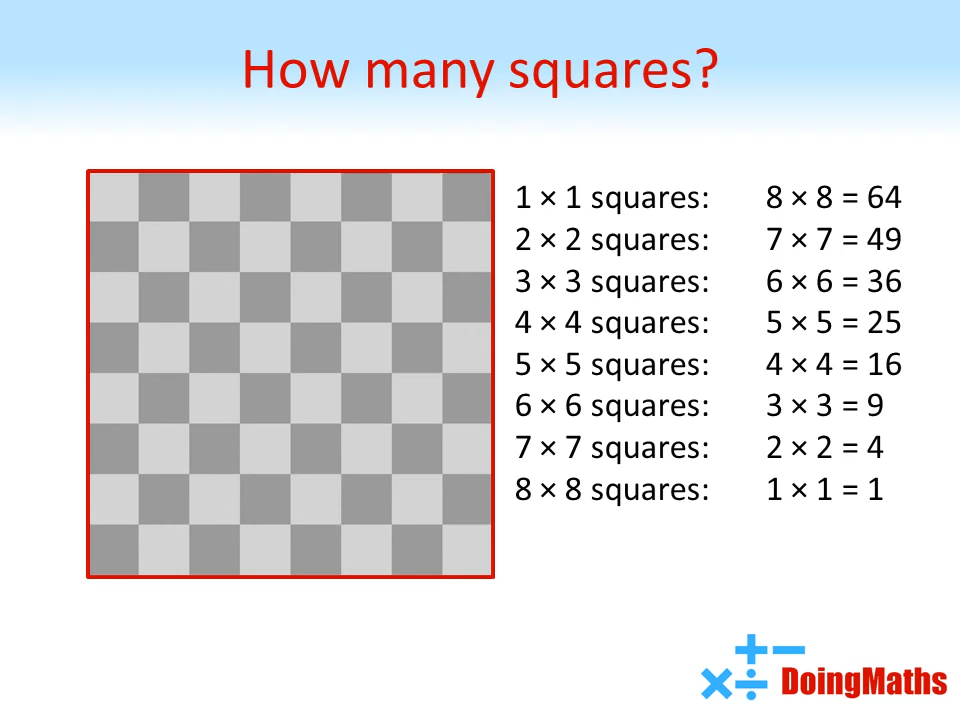 How many squares?
1 × 1 squares: 8 × 8 = 64
2 × 2 squares: 7 × 7 = 49
3 × 3 squares: 6 × 6 = 36
4 × 4 squares: 5 × 5 = 25
5 × 5 squares: 4 × 4 = 16
6 × 6 squares: 3 × 3 = 9
7 × 7 squares: 2 × 2 = 4
8 × 8 squares: 1 × 1 = 1
DoingMaths